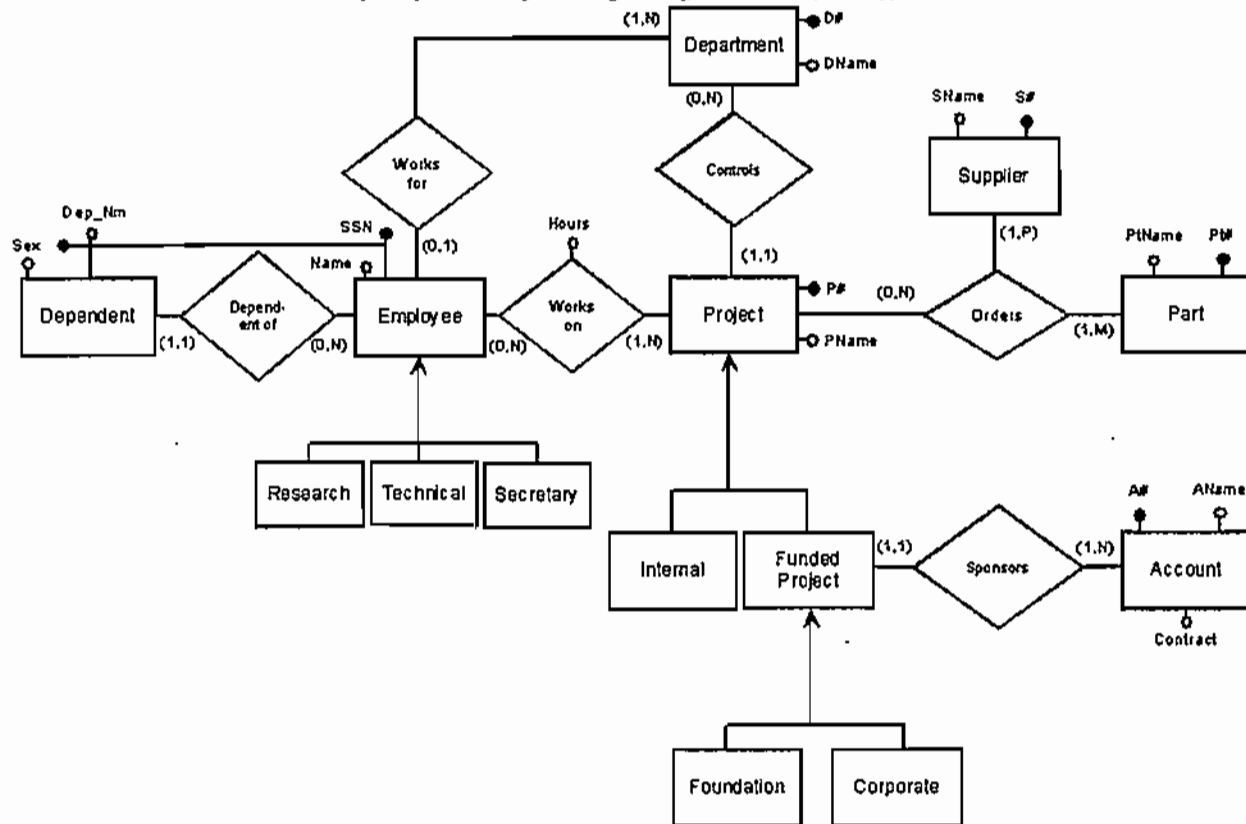 (1,N)
D#
Department
DName
(0,N)
SName
S#
Works
for
Controls
Supplier
Dep_Nm
SSN
Hours
Sex
(0,1)
(1,P)
PtName
Pt#
Name
(1,1)
P#
(0,N)
Dependent
Depend-
ent of
Employee
Works
on
Project
Orders
Part
(1,1)
(0,N)
(0,N)
(1,N)
PName
(1,M)
Research
Technical
Secretary
A#
AName
Internal
Funded
Project
(1,1)
Sponsors
(1,N)
Account
Contract
Foundation
Corporate